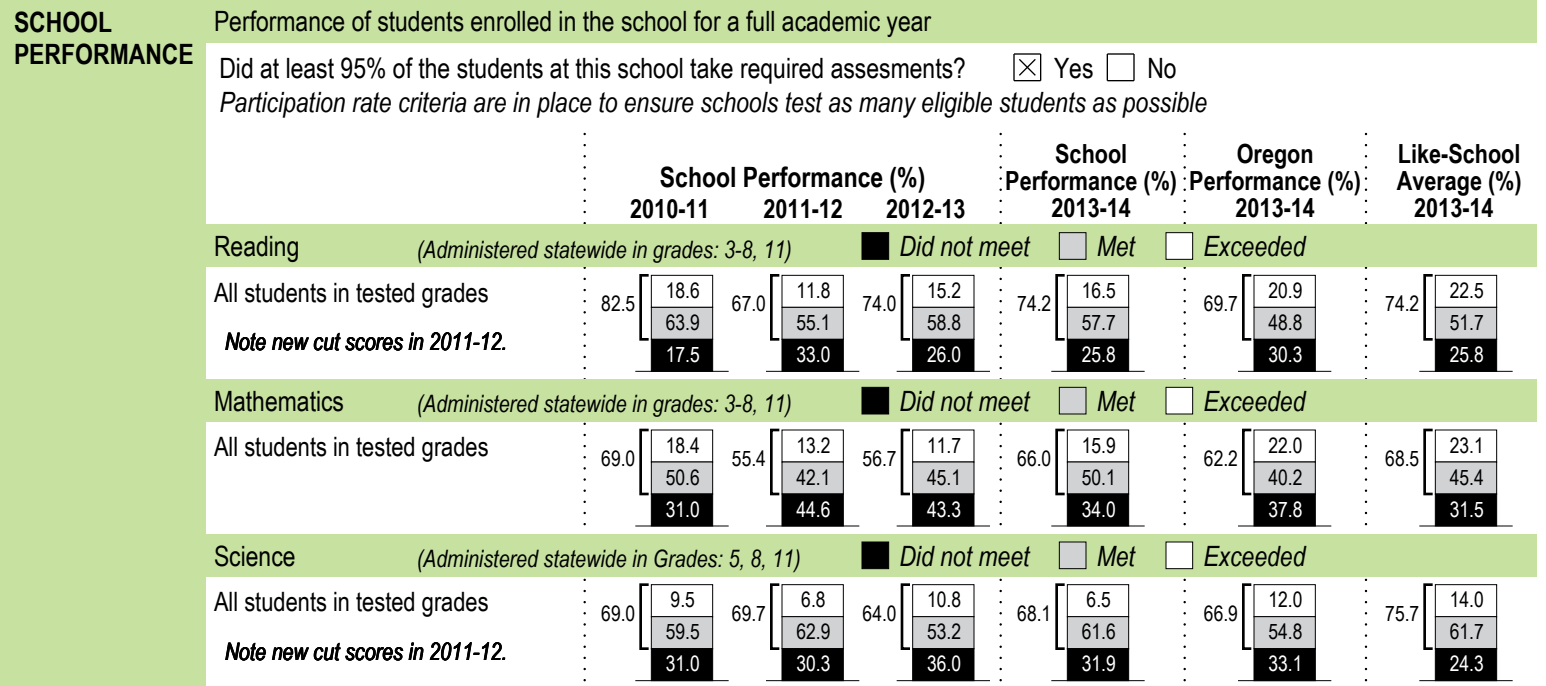 SCHOOL
PERFORMANCE
Performance of students enrolled in the school for a full academic year
Did at least 95% of the students at this school take required assesments? Yes No
Participation rate criteria are in place to ensure schools test as many eligible students as possible
School Performance (%)
2010-11 2011-12 2012-13
School
Performance (%)
2013-14
Oregon
Performance (%)
2013-14
Like-School
Average (%)
2013-14
Reading (Administered statewide in grades: 3-8, 11) Did not meet Met Exceeded
All students in tested grades
Note new cut scores in 2011-12.
82.5 18.6 67.0 11.8 74.0 15.2 74.2 16.5 69.7 20.9 74.2 22.5
63.9 55.1 58.8 57.7 48.8 51.7
17.5 33.0 26.0 25.8 30.3 25.8
Mathematics (Administered statewide in grades: 3-8, 11) Did not meet Met Exceeded
All students in tested grades
69.0 18.4 55.4 13.2 56.7 11.7 66.0 15.9 62.2 22.0 68.5 23.1
50.6 42.1 45.1 50.1 40.2 45.4
31.0 44.6 43.3 34.0 37.8 31.5
Science (Administered statewide in Grades: 5, 8, 11) Did not meet Met Exceeded
All students in tested grades
Note new cut scores in 2011-12.
69.0 9.5 69.7 6.8 64.0 10.8 68.1 6.5 66.9 12.0 75.7 14.0
59.5 62.9 53.2 61.6 54.8 61.7
31.0 30.3 36.0 31.9 33.1 24.3